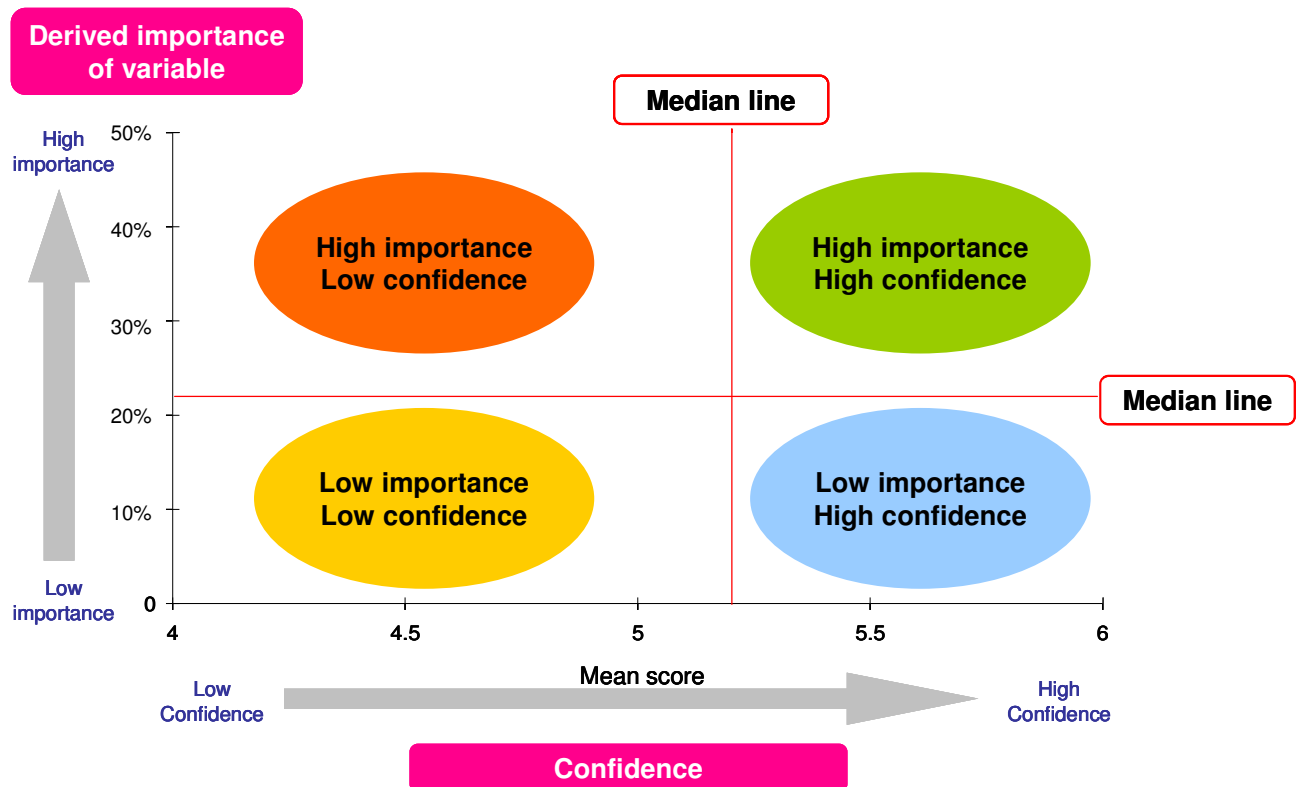 Derived importance
of variable
Median line
High
importance
50%
40%
30%
20%
10%
0
High importance
Low confidence
High importance
High confidence
Median line
Low importance
Low confidence
Low importance
High confidence
Low
importance
4
4.5
5
5.5
6
Mean score
Low
Confidence
High
Confidence
Confidence